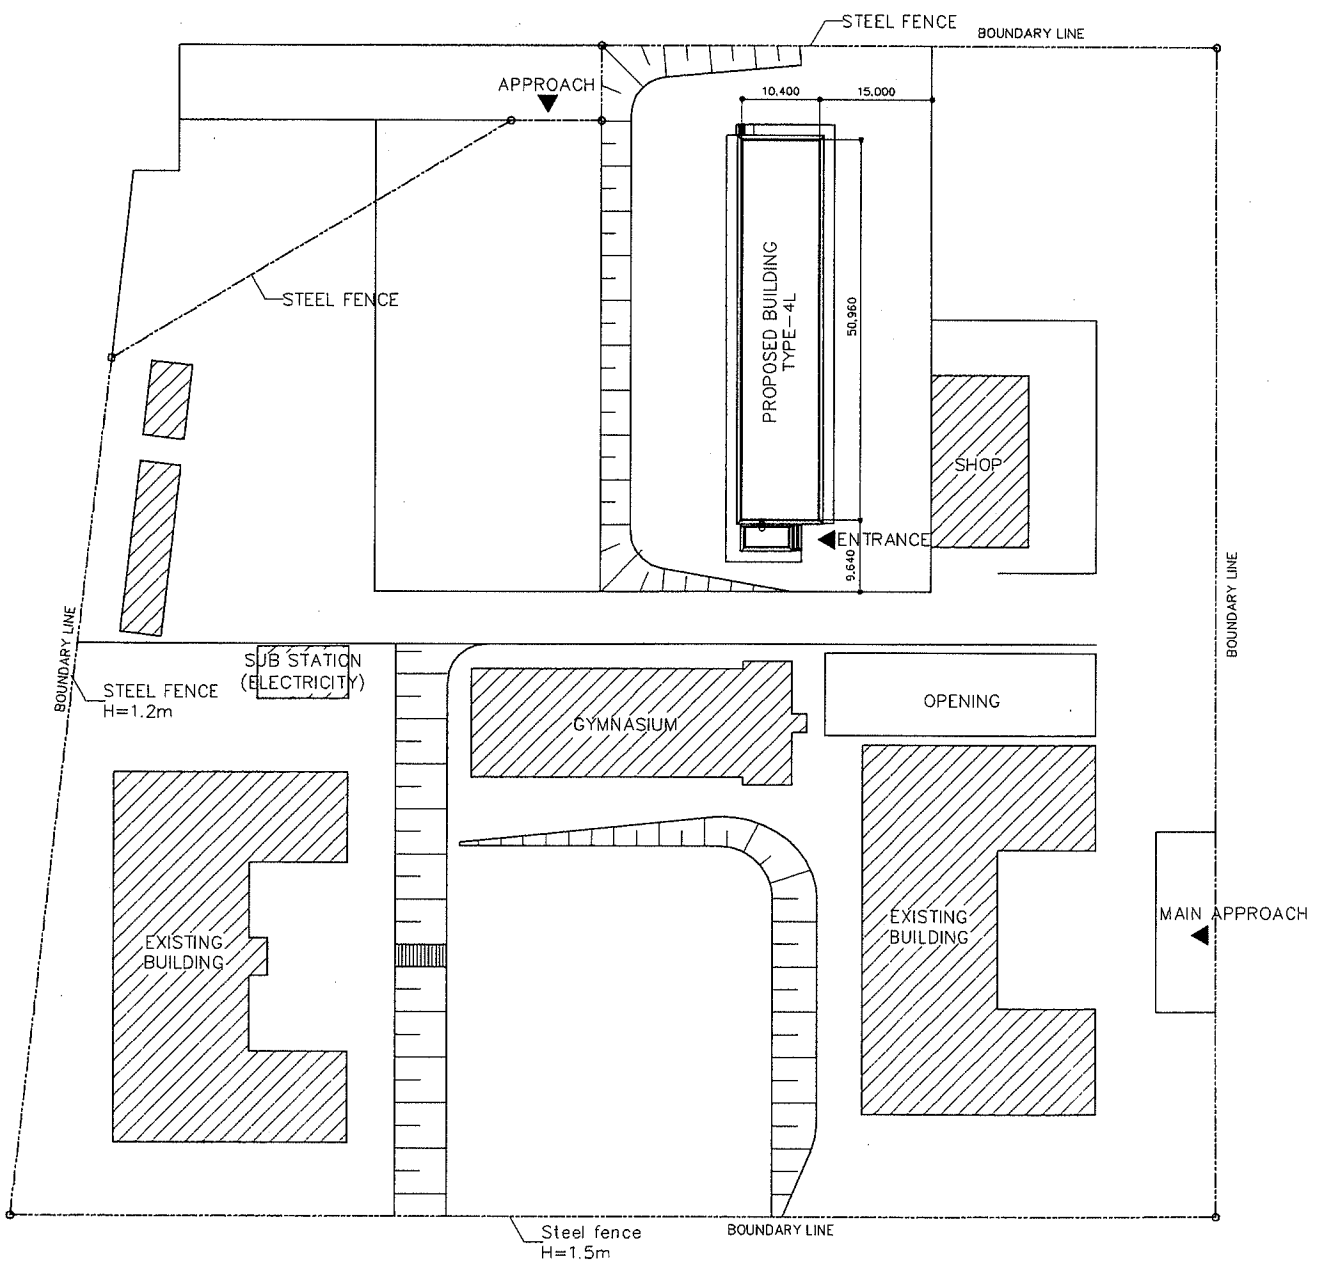 STEEL FENCE
BOUNDARY LINE
APPROACH
10,400
15,000
STEEL FENCE
PROPOSED BUILDING
TYPE-4L
50,960
SHOP
ENTRANCE
9,640
BOUNDARY LINE
BOUNDARY LINE
SUB STATION
(ELECTRICITY)
STEEL FENCE
H=1.2m
GYMNASIUM
OPENING
MAIN APPROACH
EXISTING
BUILDING
EXISTING
BUILDING
Steel fence
H=1.5m
BOUNDARY LINE